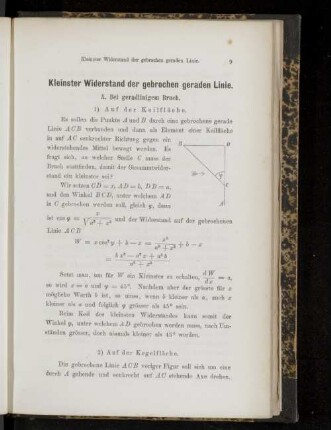 Kleinster Widerstand der gebrochen geraden Linie. 9
Kleinster Widerstand der gebrochen geraden Linie.
A. Bei geradlinigem Bruch.
1) Auf der Keilfläche.
Es sollen die Punkte A und B durch eine gebrochene gerade
Linie ACB verbunden und dann als Element einer Keilfläche
in auf AC senkrechter Richtung gegen ein
widerstehendes Mittel bewegt werden. Es
fragt sich, an welcher Stelle C muss der
Bruch stattfinden, damit der Gesammtwider-
stand ein kleinster sei?
D
γ
C
A
Wir setzen CD = x, AD = b, DB = a,
und den Winkel BCD, unter welchem AD
in C gebrochen werden soll, gleich γ, dann
ist cos γ = x / √a² + x² und der Widerstand auf der gebrochenen
Linie ACB
+ b − x
a² + x²
Setzt man, um für W ein Kleinstes zu erhalten, dW/dx = o,
so wird x = a und γ = 45°. Nachdem aber der grösste für x
mögliche Werth b ist, so muss, wenn b kleiner als a, auch x
kleiner als a und folglich γ grösser als 45° sein.
Beim Keil des kleinsten Widerstandes kann somit der
Winkel γ, unter welchem AD gebrochen werden muss, nach Um-
ständen grösser, doch niemals kleiner als 45° werden.
2) Auf der Kegelfläche.
Die gebrochene Linie ACB voriger Figur soll sich um eine
durch A gehende und senkrecht auf AC stehende Axe drehen,